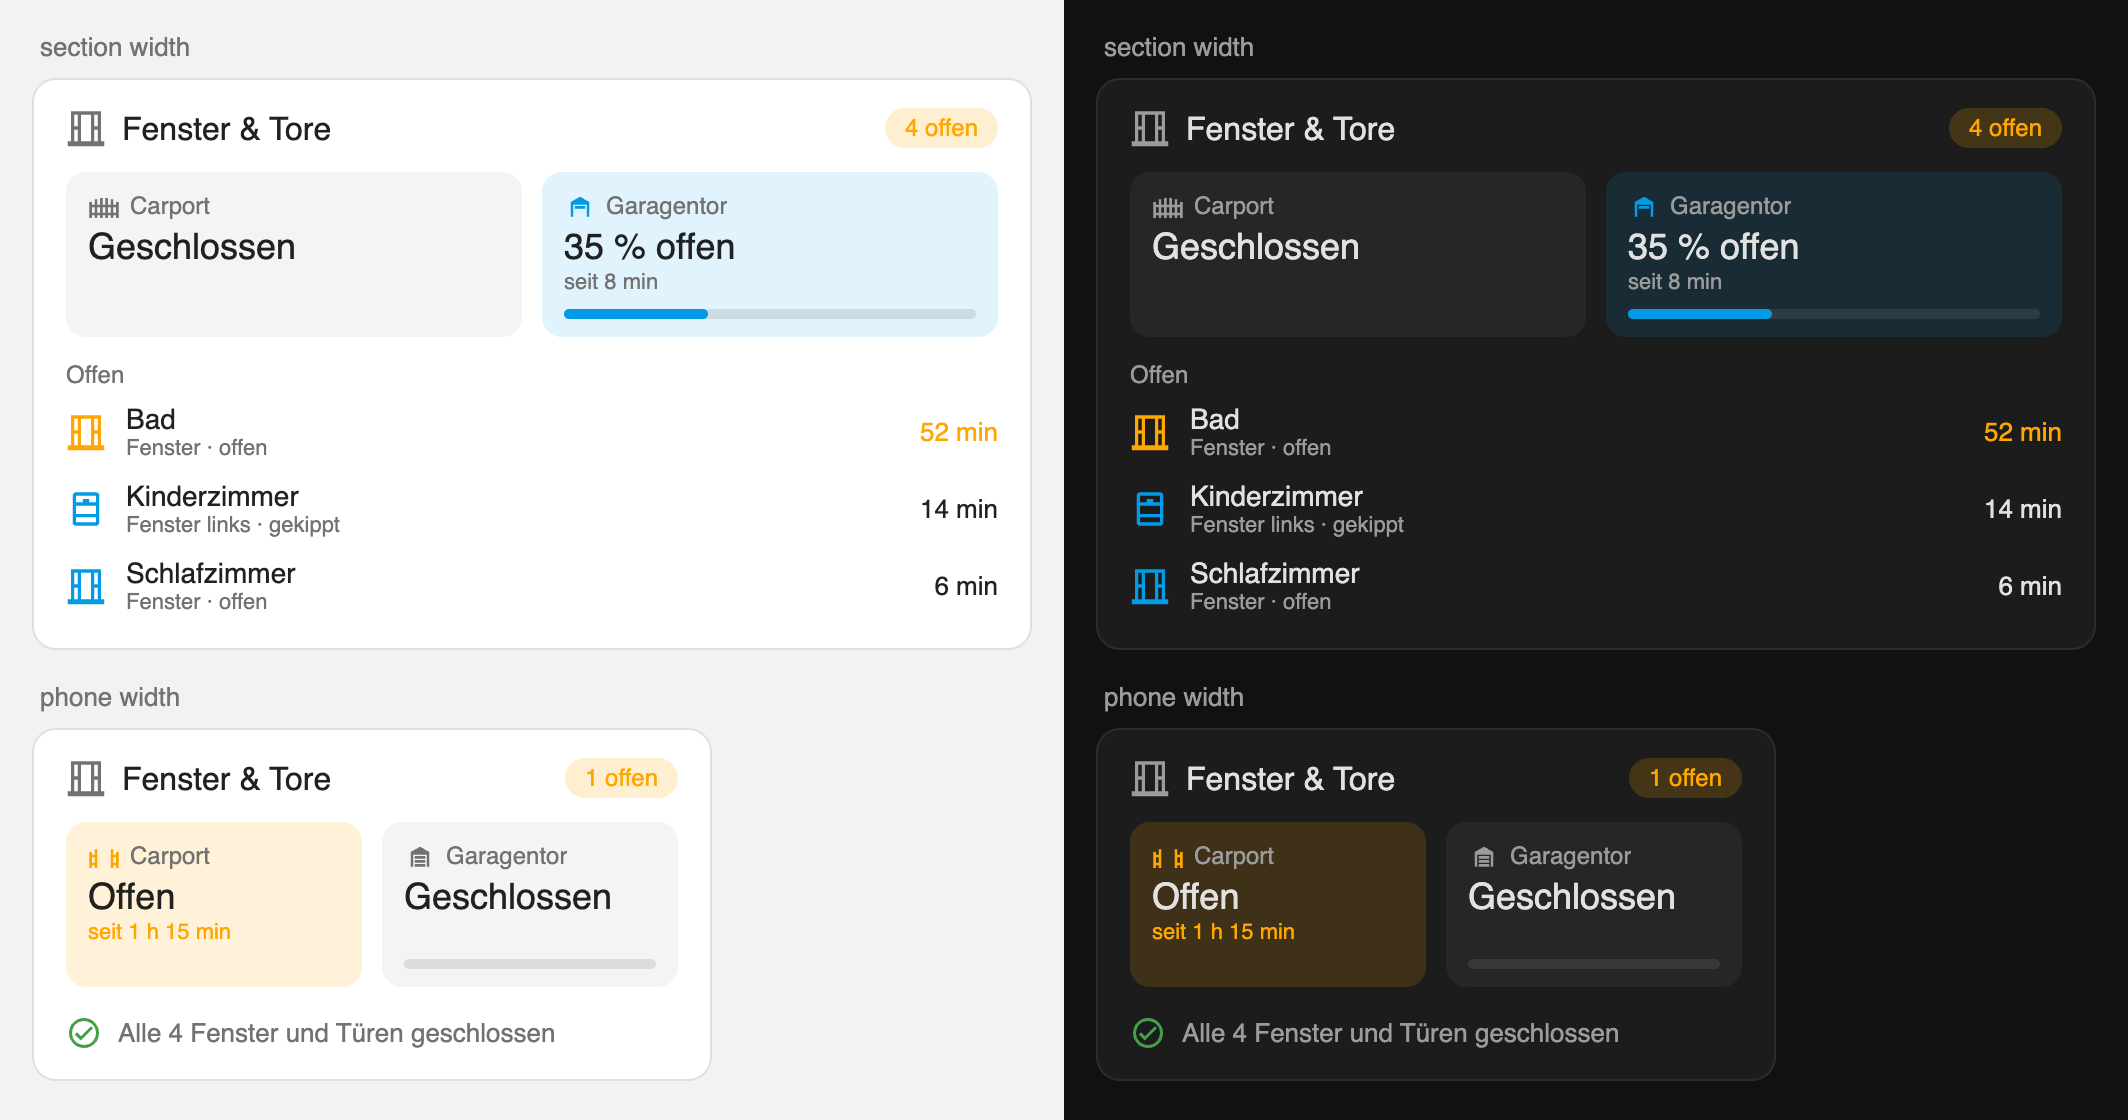 section width
Fenster & Tore
4 offen
Carport
Geschlossen
Garagentor
35 % offen
seit 8 min
Offen
Bad
Fenster · offen
52 min
Kinderzimmer
Fenster links · gekippt
14 min
Schlafzimmer
Fenster · offen
6 min
phone width
Fenster & Tore
1 offen
Carport
Offen
seit 1 h 15 min
Garagentor
Geschlossen
Alle 4 Fenster und Türen geschlossen
section width
Fenster & Tore
4 offen
Carport
Geschlossen
Garagentor
35 % offen
seit 8 min
Offen
Bad
Fenster · offen
52 min
Kinderzimmer
Fenster links · gekippt
14 min
Schlafzimmer
Fenster · offen
6 min
phone width
Fenster & Tore
1 offen
Carport
Offen
seit 1 h 15 min
Garagentor
Geschlossen
Alle 4 Fenster und Türen geschlossen